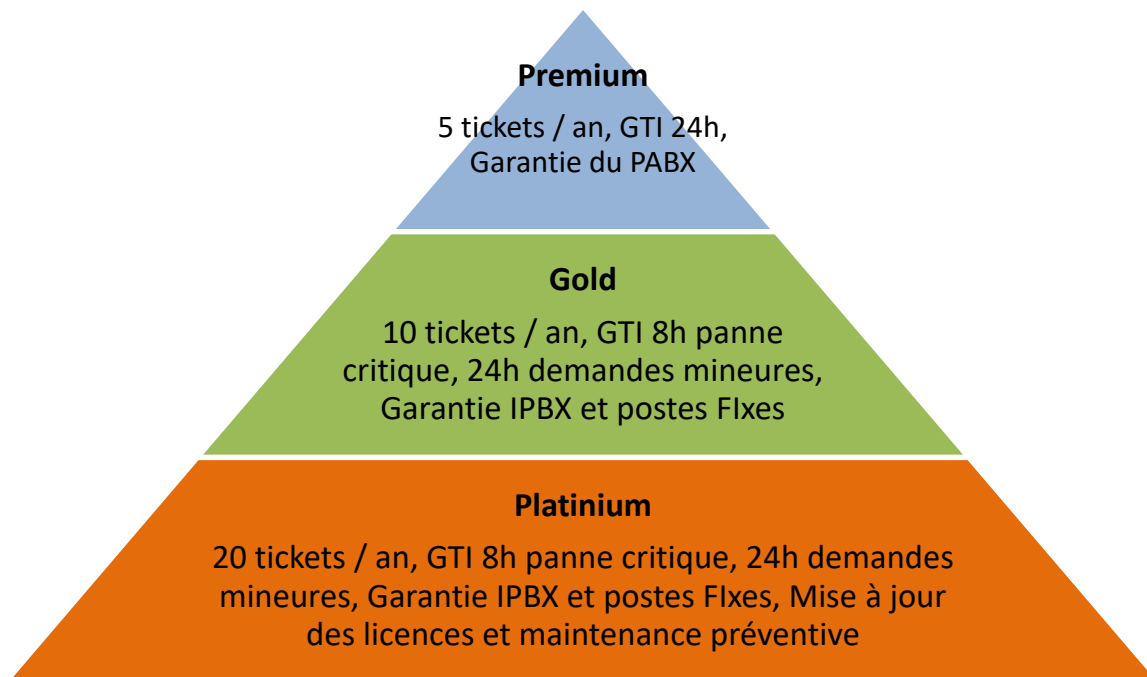 Premium
5 tickets / an, GTI 24h,
Garantie du PABX
Gold
10 tickets / an, GTI 8h panne
critique, 24h demandes mineures,
Garantie IPBX et postes FIxes
Platinium
20 tickets / an, GTI 8h panne critique, 24h demandes
mineures, Garantie IPBX et postes FIxes, Mise à jour
des licences et maintenance préventive